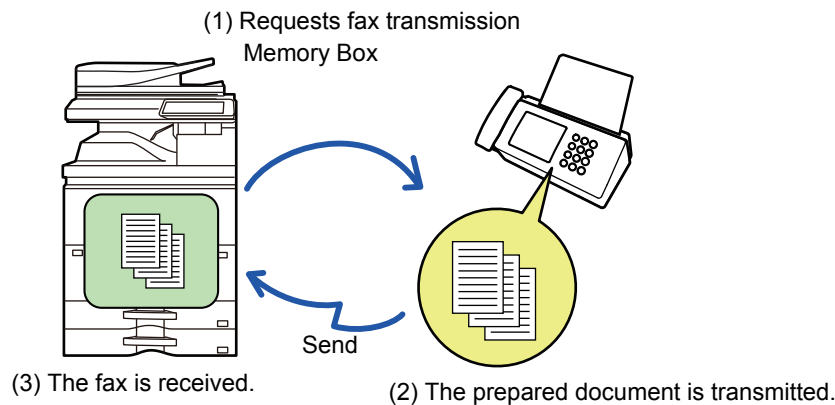 (1) Requests fax transmission
Memory Box
Send
(3) The fax is received.
(2) The prepared document is transmitted.